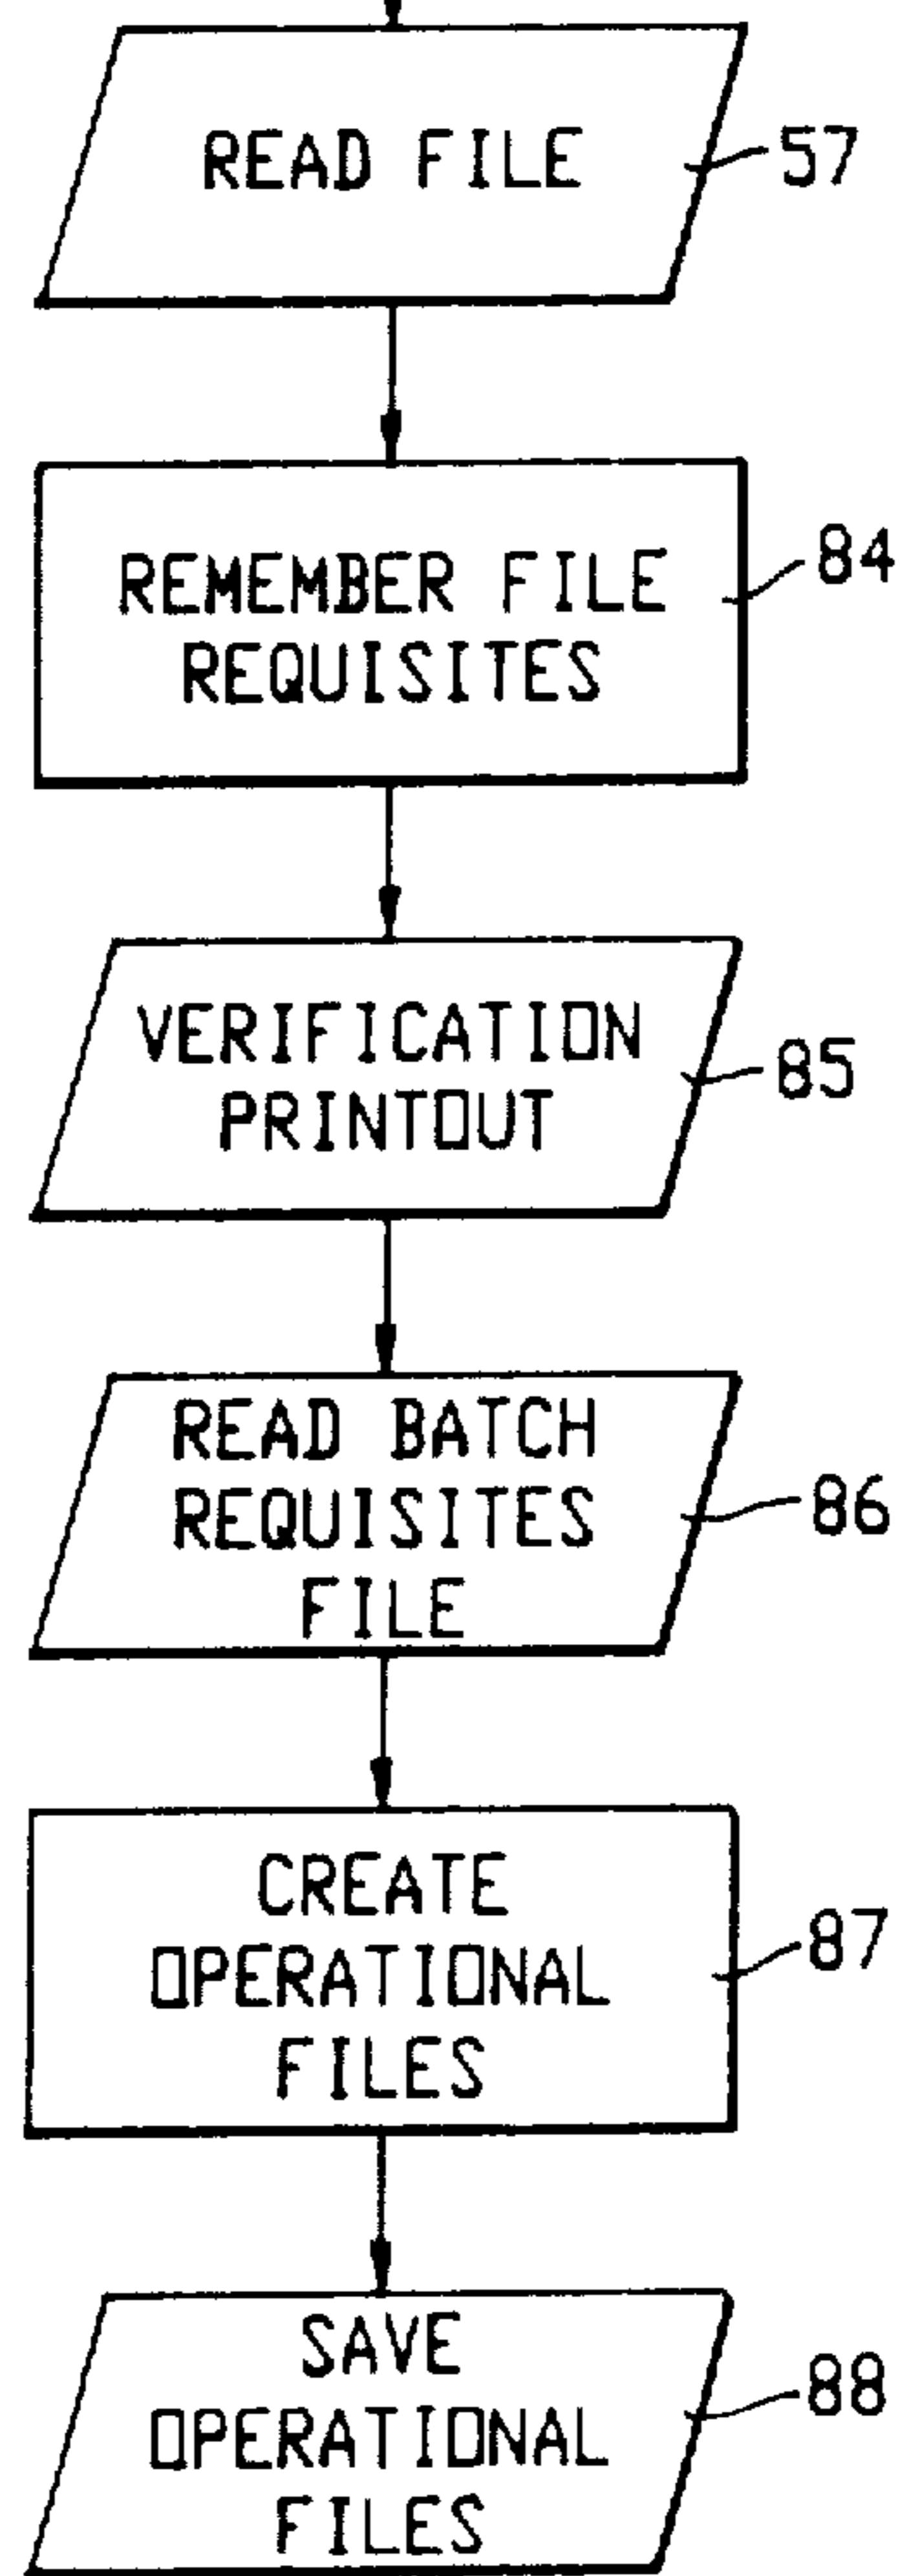 READ FILE
57
REMEMBER FILE
REQUISITES
84
VERIFICATION
PRINTOUT
85
READ BATCH
REQUISITES
FILE
86
CREATE
OPERATIONAL
FILES
87
SAVE
OPERATIONAL
FILES
88